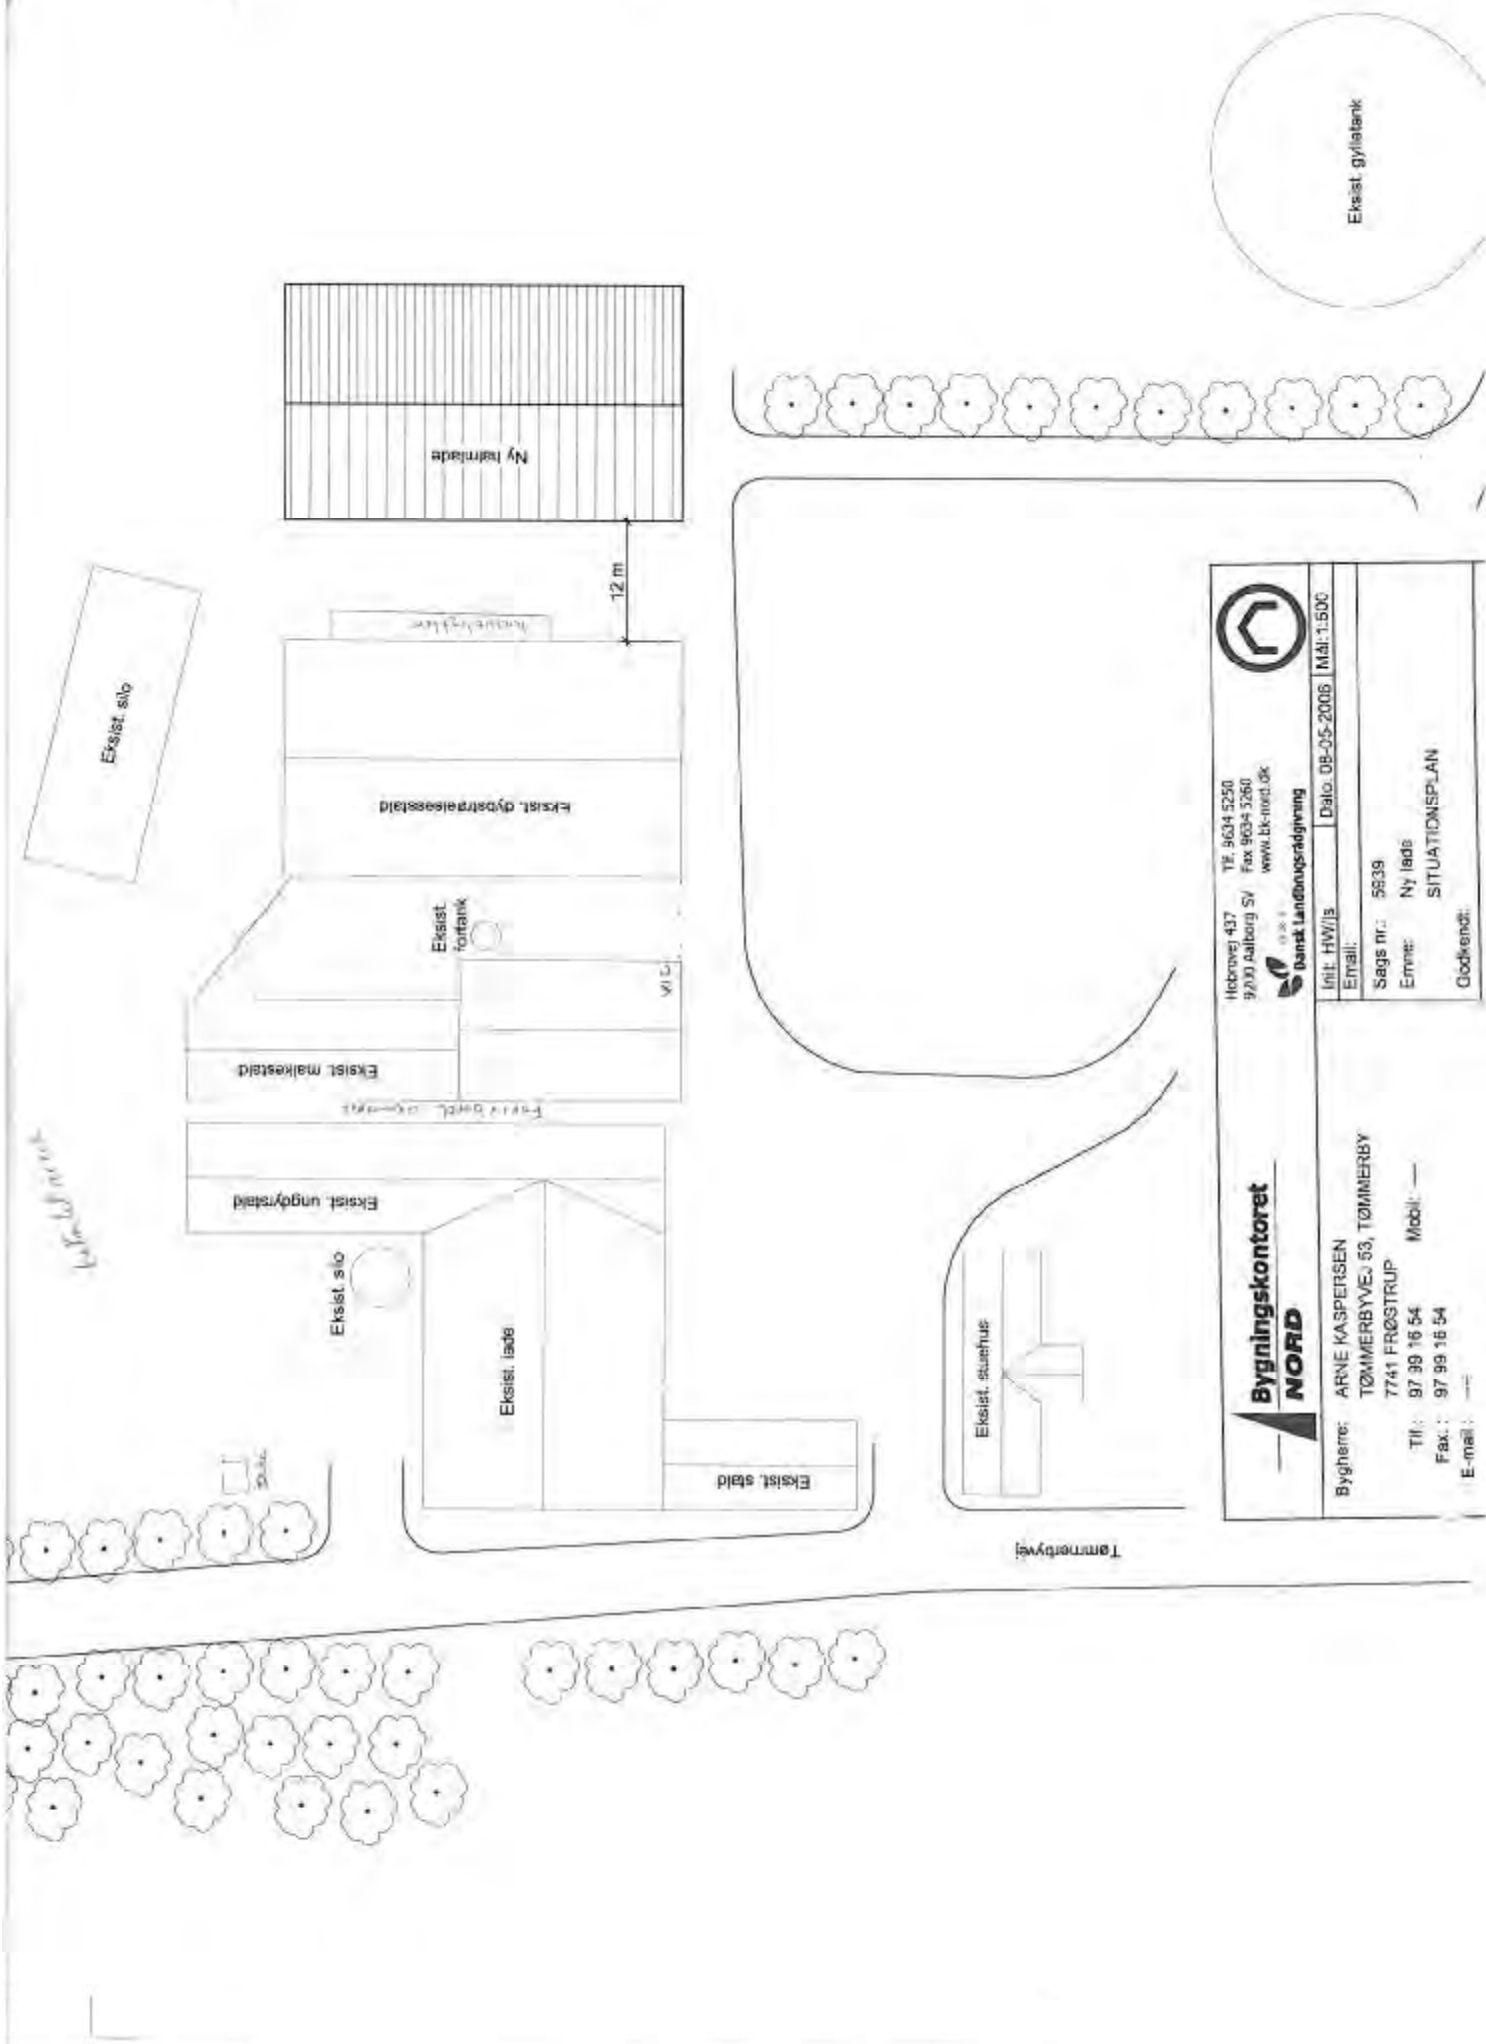 Eksist. gyllatank
Ny halmlade
12 m
Eksist. silo
Eksist. dybstrøelsesstald
Eksist.
fortank
W C
Eksist. malkestald
Eksist. ungdyrstald
Eksist. silo
Eksist. lade
Eksist. stald
Eksist. stuehus
Tømmerbyvej
Bygningskontoret
NORD
Hobrovej 437 Tlf. 9634 5250
9200 Aalborg SV Fax 9634 5260
www.bk-nord.dk
Dansk Landbrugsrådgivning
Bygherre: ARNE KASPERSEN
TØMMERBYVEJ 53, TØMMERBY
7741 FRØSTRUP
Tlf.: 97 99 16 54 Mobil: —
Fax.: 97 99 16 54
E-mail: —
Init: HW/js Dato: 08-05-2006 Mål: 1:500
Email:
Sags nr.: 5939
Emne: Ny lade
SITUATIONSPLAN
Godkendt: